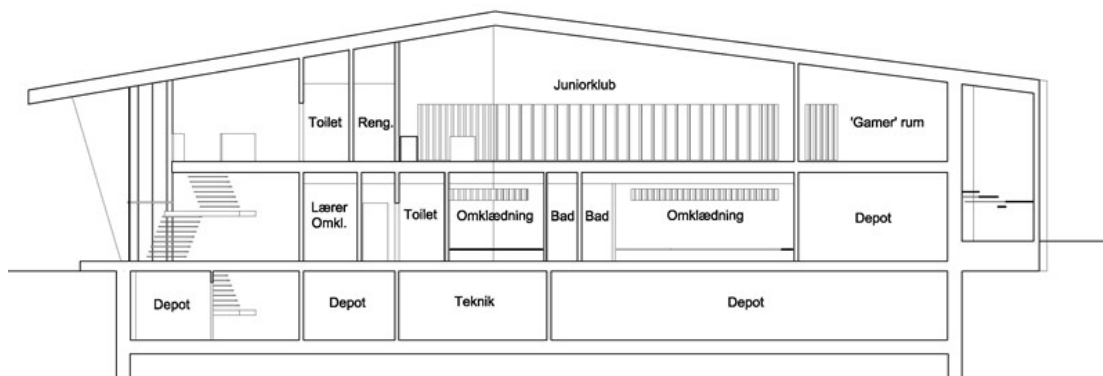 Juniorklub
Toilet
Reng.
'Gamer' rum
Lærer
Omkl.
Toilet
Omklædning
Bad
Bad
Omklædning
Depot
Depot
Depot
Teknik
Depot